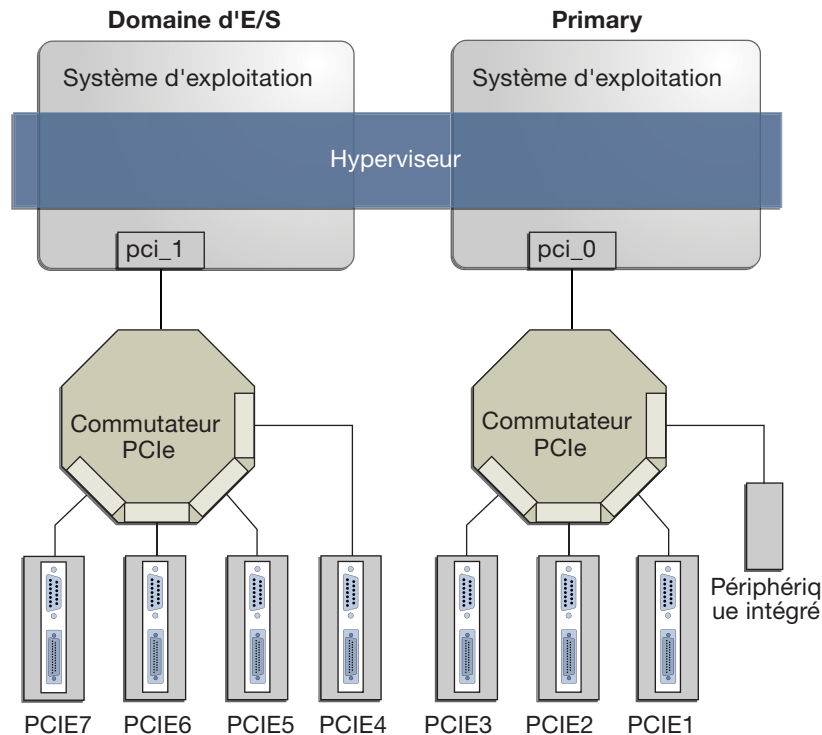 Domaine d'E/S
Primary
Système d'exploitation
Système d'exploitation
Hyperviseur
pci_1
pci_0
Commutateur
PCIe
Commutateur
PCIe
Périphériq
ue intégré
PCIE7
PCIE6
PCIE5
PCIE4
PCIE3
PCIE2
PCIE1